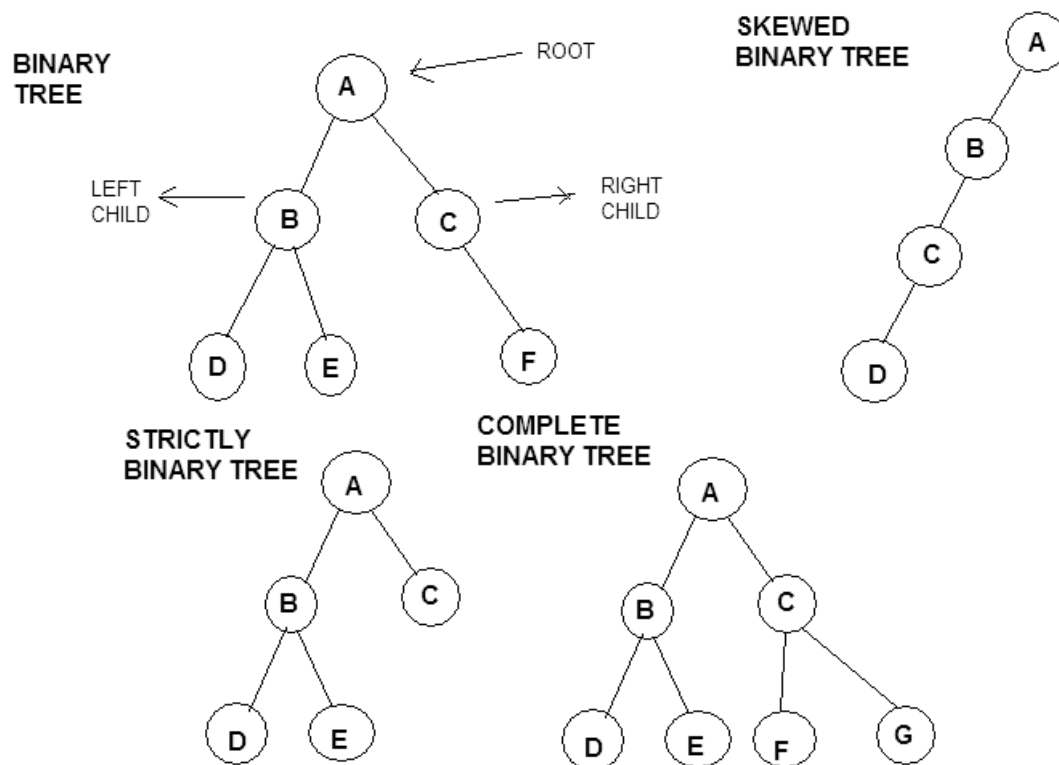 BINARY
TREE
A
ROOT
LEFT
CHILD
B
C
RIGHT
CHILD
D
E
F
SKEWED
BINARY TREE
A
B
C
D
STRICTLY
BINARY TREE
A
B
C
D
E
COMPLETE
BINARY TREE
A
B
C
D
E
F
G